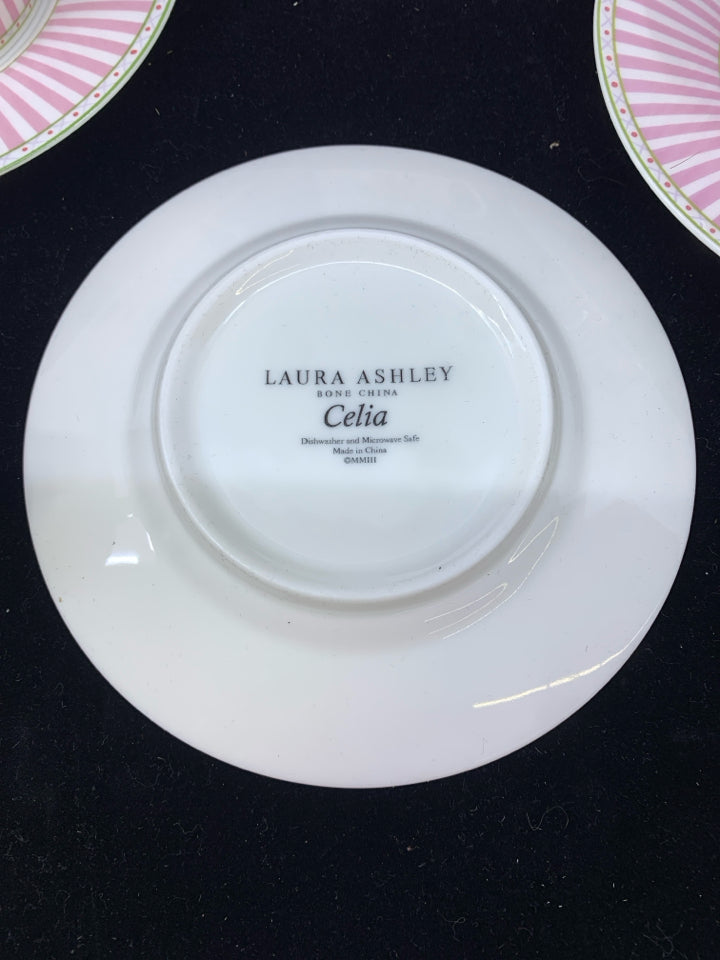 LAURA ASHLEY
BONE CHINA
Celia
Dishwasher and Microwave Safe
Made in China
©MMIII